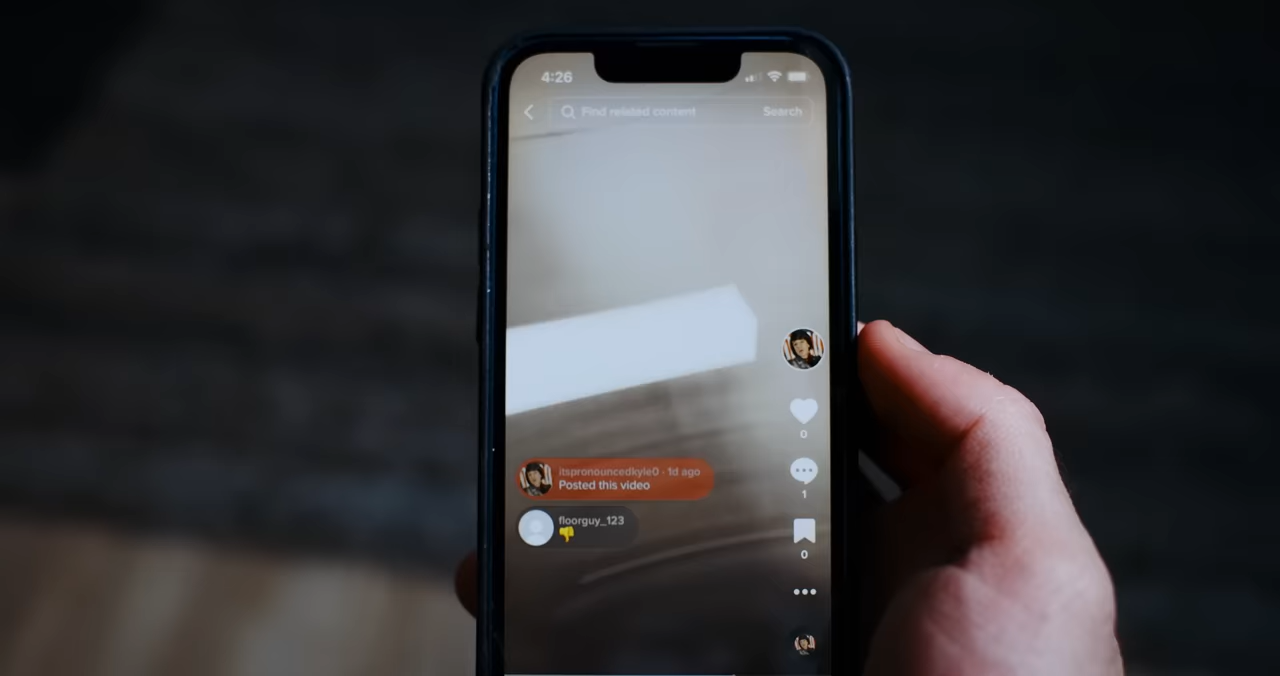 4:26
Find related content Search
0
itspronouncedkyle0 · 1d ago
Posted this video
1
floorguy_123
0